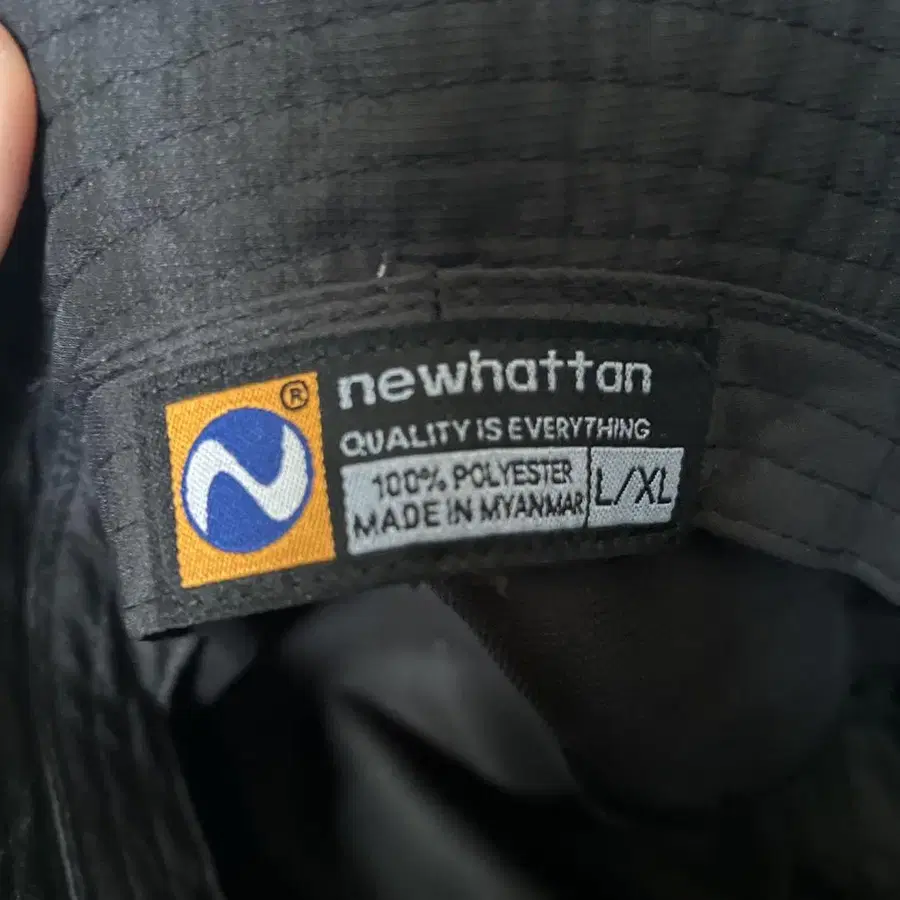 ®
newhattan
QUALITY IS EVERYTHING
100% POLYESTER
MADE IN MYANMAR
L/XL